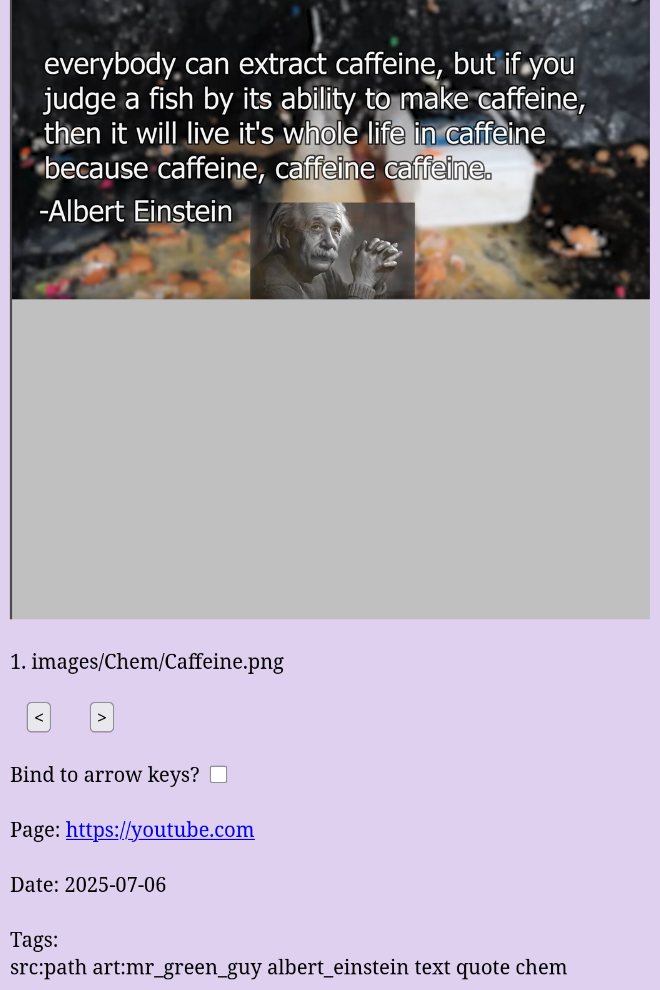 everybody can extract caffeine, but if you
judge a fish by its ability to make caffeine,
then it will live it's whole life in caffeine
because caffeine, caffeine caffeine.
-Albert Einstein
1. images/Chem/Caffeine.png
< >
Bind to arrow keys?
Page: https://youtube.com
Date: 2025-07-06
Tags:
src:path art:mr_green_guy albert_einstein text quote chem